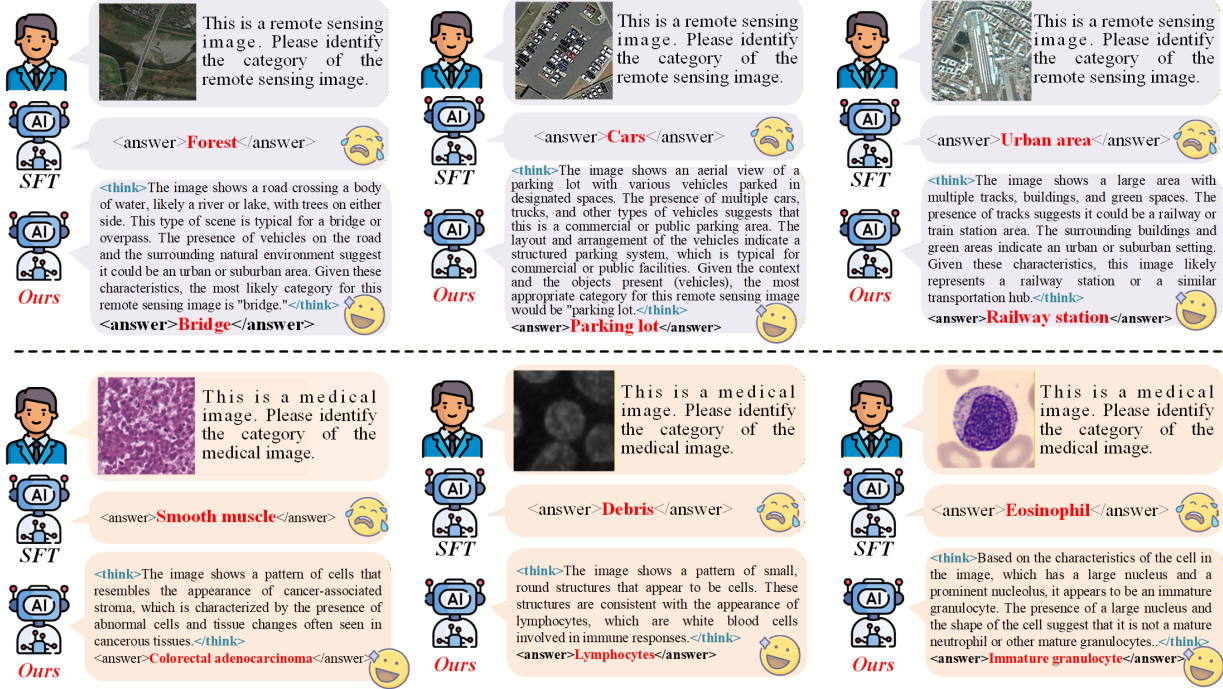 This is a remote sensing
image. Please identify
the category of the
remote sensing image.
AI
<answer>Forest</answer>
SFT
<think>The image shows a road crossing a body
of water, likely a river or lake, with trees on either
side. This type of scene is typical for a bridge or
overpass. The presence of vehicles on the road
and the surrounding natural environment suggest
it could be an urban or suburban area. Given these
characteristics, the most likely category for this
remote sensing image is "bridge."</think>
<answer>Bridge</answer>
AI
Ours
This is a remote sensing
image. Please identify
the category of the
remote sensing image.
AI
<answer>Cars</answer>
SFT
<think>The image shows an aerial view of a
parking lot with various vehicles parked in
designated spaces. The presence of multiple cars,
trucks, and other types of vehicles suggests that
this is a commercial or public parking area. The
layout and arrangement of the vehicles indicate a
structured parking system, which is typical for
commercial or public facilities. Given the context
and the objects present (vehicles), the most
appropriate category for this remote sensing image
would be "parking lot.</think>
<answer>Parking lot</answer>
AI
Ours
This is a remote sensing
image. Please identify
the category of the
remote sensing image.
AI
<answer>Urban area</answer>
SFT
<think>The image shows a large area with
multiple tracks, buildings, and green spaces. The
presence of tracks suggests it could be a railway or
train station area. The surrounding buildings and
green areas indicate an urban or suburban setting.
Given these characteristics, this image likely
represents a railway station or a similar
transportation hub.</think>
<answer>Railway station</answer>
AI
Ours
This is a medical
image. Please identify
the category of the
medical image.
AI
<answer>Smooth muscle</answer>
SFT
<think>The image shows a pattern of cells that
resembles the appearance of cancer-associated
stroma, which is characterized by the presence of
abnormal cells and tissue changes often seen in
cancerous tissues.</think>
<answer>Colorectal adenocarcinoma</answer>
AI
Ours
This is a medical
image. Please identify
the category of the
medical image.
AI
<answer>Debris</answer>
SFT
<think>The image shows a pattern of small,
round structures that appear to be cells. These
structures are consistent with the appearance of
lymphocytes, which are white blood cells
involved in immune responses.</think>
<answer>Lymphocytes</answer>
AI
Ours
This is a medical
image. Please identify
the category of the
medical image.
AI
<answer>Eosinophil</answer>
SFT
<think>Based on the characteristics of the cell in
the image, which has a large nucleus and a
prominent nucleolus, it appears to be an immature
granulocyte. The presence of a large nucleus and
the shape of the cell suggest that it is not a mature
neutrophil or other mature granulocytes..</think>
<answer>Immature granulocyte</answer>
AI
Ours